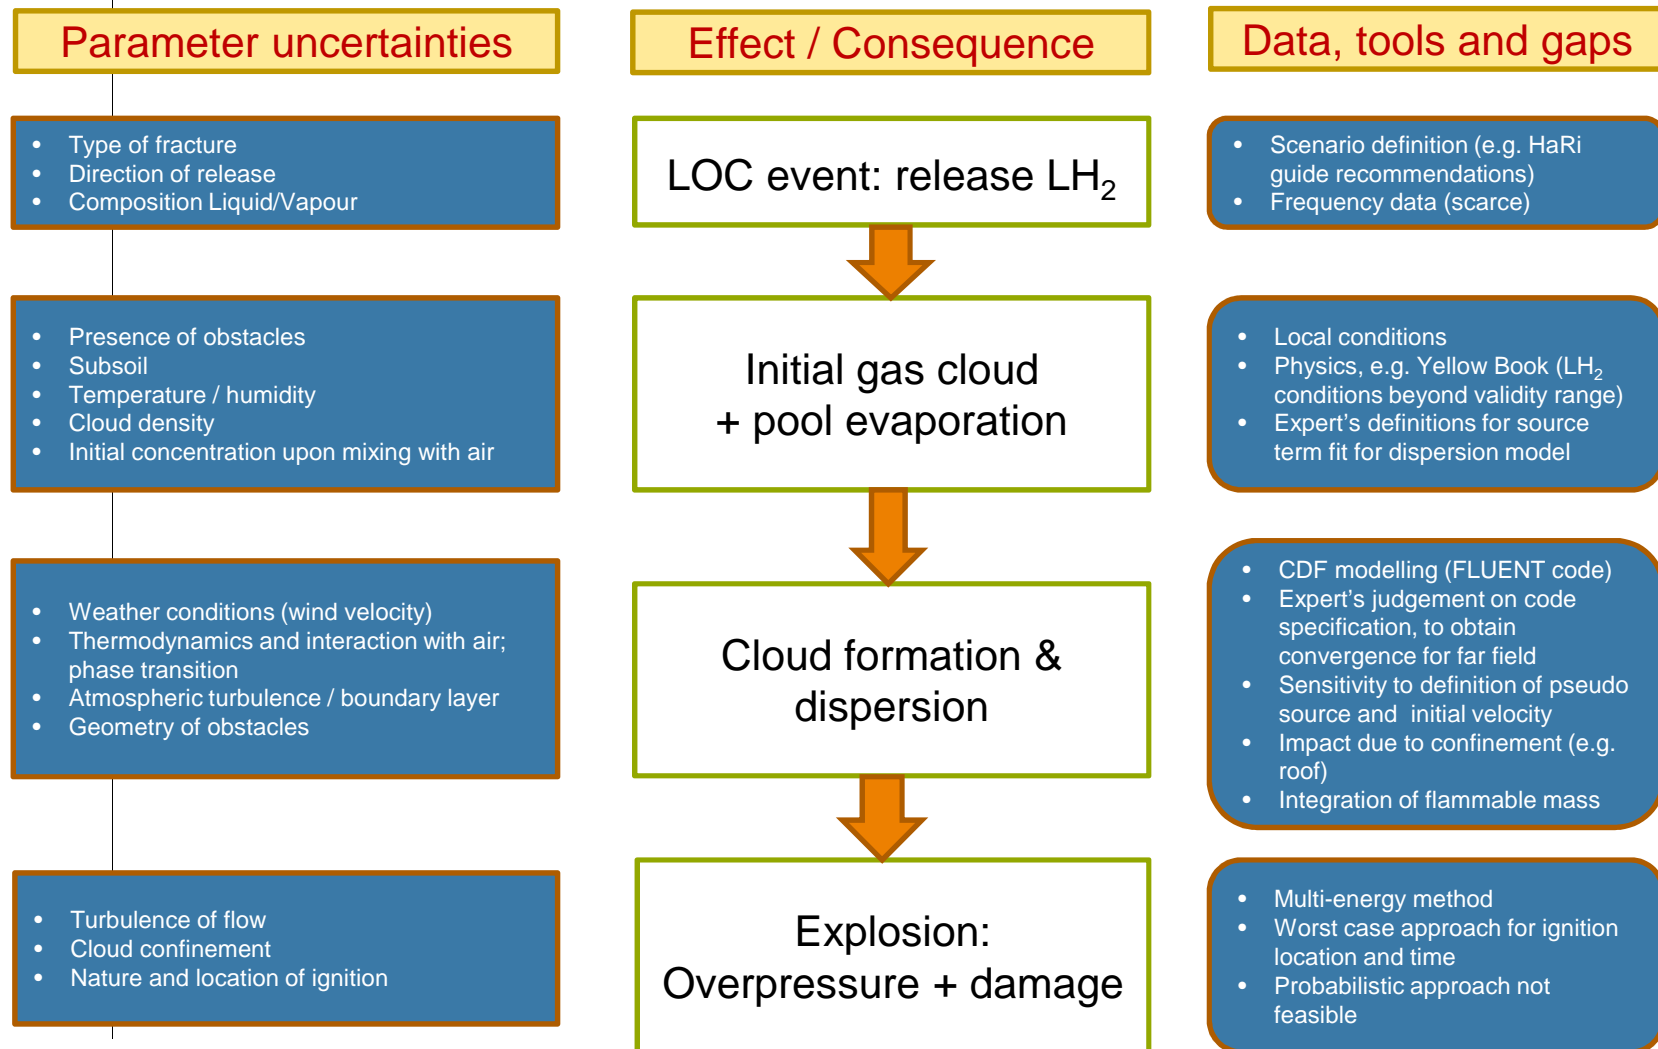 Parameter uncertainties
Effect / Consequence
Data, tools and gaps
• Type of fracture
• Direction of release
• Composition Liquid/Vapour
LOC event: release LH₂
• Scenario definition (e.g. HaRi
guide recommendations)
• Frequency data (scarce)
• Presence of obstacles
• Subsoil
• Temperature / humidity
• Cloud density
• Initial concentration upon mixing with air
Initial gas cloud
+ pool evaporation
• Local conditions
• Physics, e.g. Yellow Book (LH₂
conditions beyond validity range)
• Expert's definitions for source
term fit for dispersion model
• Weather conditions (wind velocity)
• Thermodynamics and interaction with air;
phase transition
• Atmospheric turbulence / boundary layer
• Geometry of obstacles
Cloud formation &
dispersion
• CDF modelling (FLUENT code)
• Expert's judgement on code
specification, to obtain
convergence for far field
• Sensitivity to definition of pseudo
source and initial velocity
• Impact due to confinement (e.g.
roof)
• Integration of flammable mass
• Turbulence of flow
• Cloud confinement
• Nature and location of ignition
Explosion:
Overpressure + damage
• Multi-energy method
• Worst case approach for ignition
location and time
• Probabilistic approach not
feasible